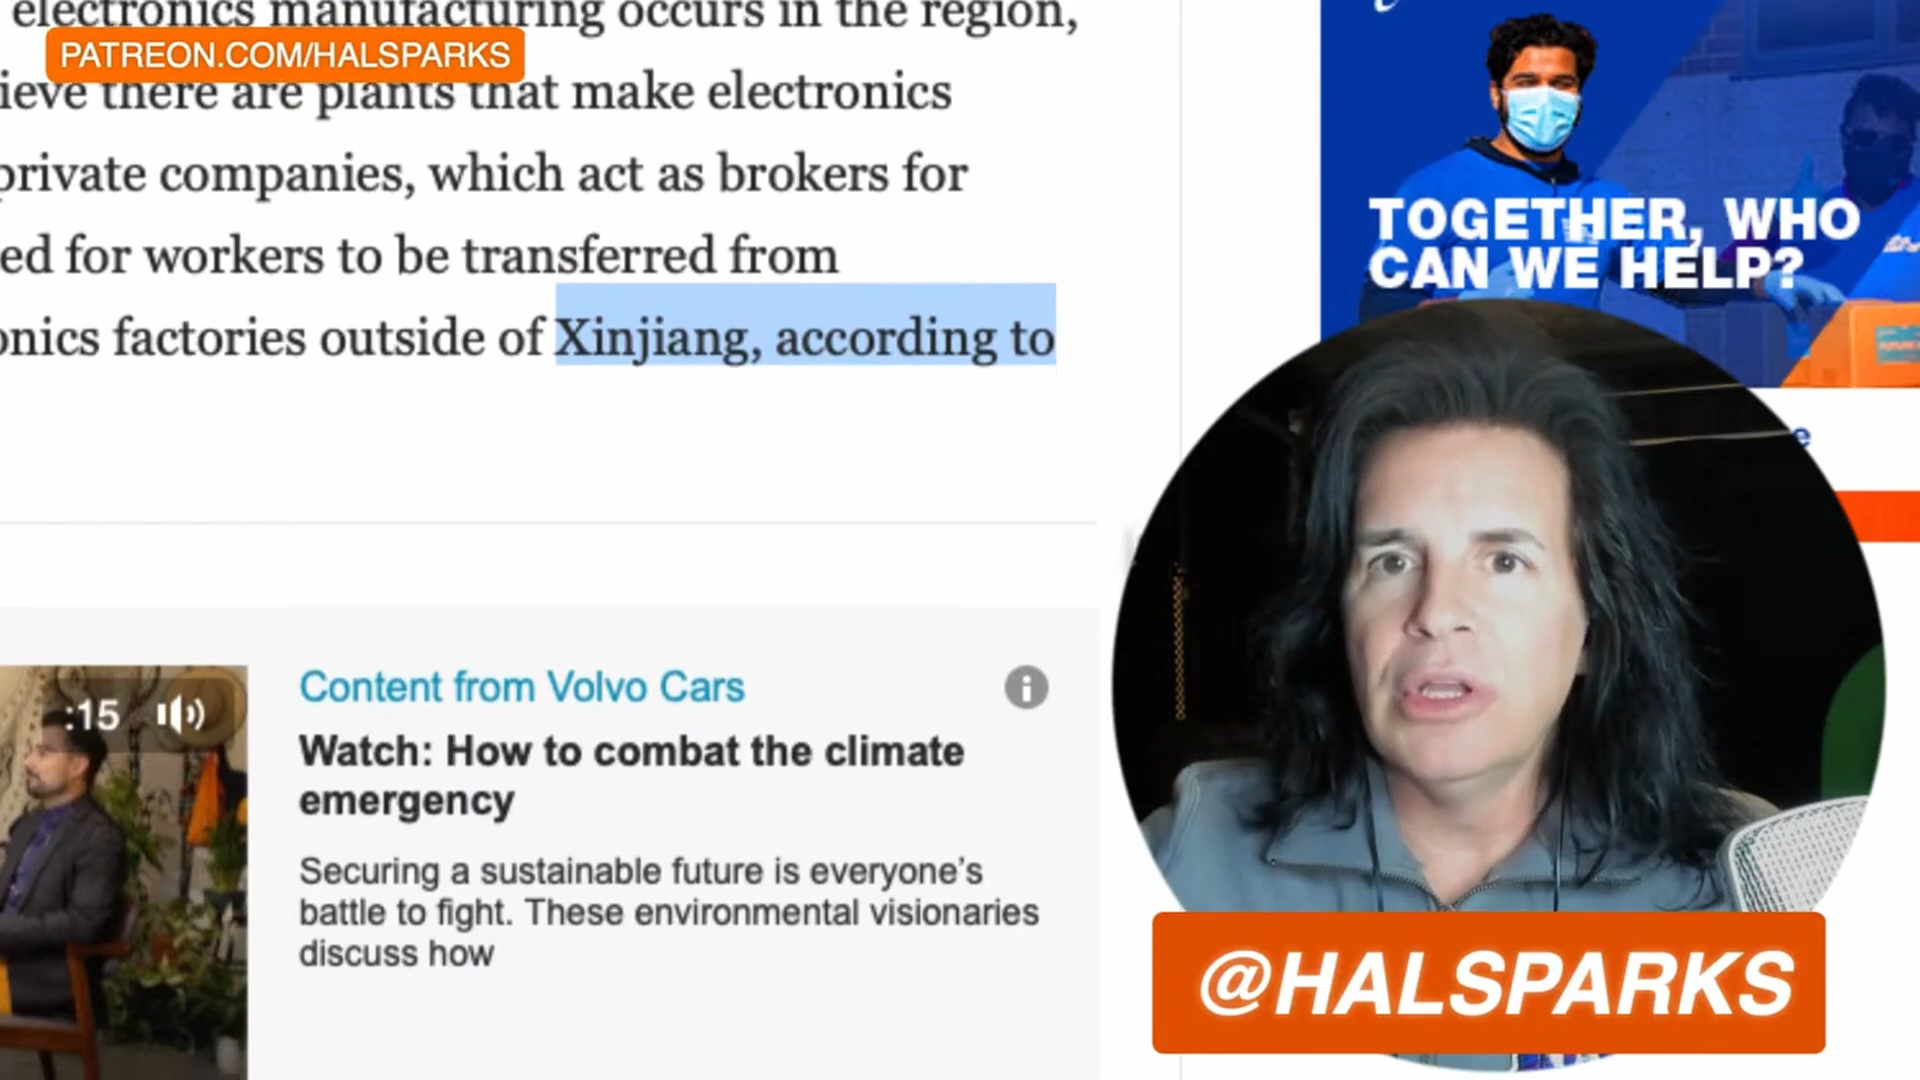 electronics manufacturing occurs in the region,
PATREON.COM/HALSPARKS
ieve there are plants that make electronics
private companies, which act as brokers for
ed for workers to be transferred from
onics factories outside of Xinjiang, according to
TOGETHER, WHO
CAN WE HELP?
e
:15
Content from Volvo Cars
Watch: How to combat the climate
emergency
Securing a sustainable future is everyone's
battle to fight. These environmental visionaries
discuss how
@HALSPARKS